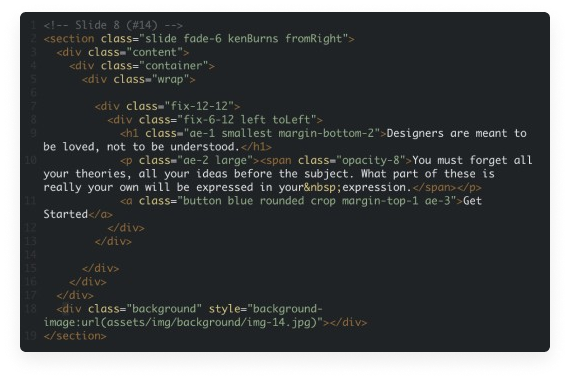 1 <!-- Slide 8 (#14) -->
2 <section class="slide fade-6 kenBurns fromRight">
3 <div class="content">
4 <div class="container">
5 <div class="wrap">
6
7 <div class="fix-12-12">
8 <div class="fix-6-12 left toLeft">
9 <h1 class="ae-1 smallest margin-bottom-2">Designers are meant to
be loved, not to be understood.</h1>
10 <p class="ae-2 large"><span class="opacity-8">You must forget all
your theories, all your ideas before the subject. What part of these is
really your own will be expressed in your&nbsp;expression.</span></p>
11 <a class="button blue rounded crop margin-top-1 ae-3">Get
Started</a>
12 </div>
13 </div>
14
15 </div>
16 </div>
17 </div>
18 <div class="background" style="background-
image:url(assets/img/background/img-14.jpg)"></div>
19 </section>